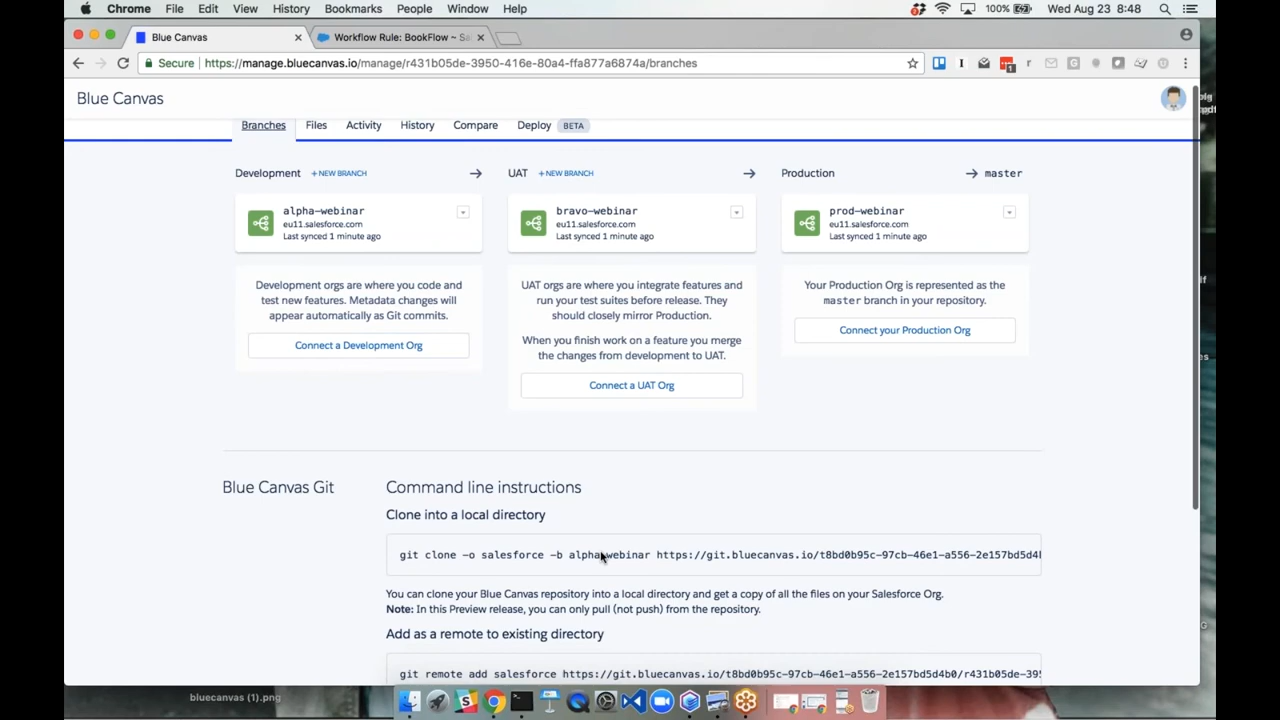 Chrome File Edit View History Bookmarks People Window Help 100% Wed Aug 23 8:48
Blue Canvas Workflow Rule: BookFlow ~ Sa
Secure https://manage.bluecanvas.io/manage/r431b05de-3950-416e-80a4-ffa877a6874a/branches
Blue Canvas
Branches Files Activity History Compare Deploy BETA
Development + NEW BRANCH → UAT + NEW BRANCH → Production → master
alpha-webinar
eu11.salesforce.com
Last synced 1 minute ago
bravo-webinar
eu11.salesforce.com
Last synced 1 minute ago
prod-webinar
eu11.salesforce.com
Last synced 1 minute ago
Development orgs are where you code and
test new features. Metadata changes will
appear automatically as Git commits.
Connect a Development Org
UAT orgs are where you integrate features and
run your test suites before release. They
should closely mirror Production.
When you finish work on a feature you merge
the changes from development to UAT.
Connect a UAT Org
Your Production Org is represented as the
master branch in your repository.
Connect your Production Org
Blue Canvas Git
Command line instructions
Clone into a local directory
git clone -o salesforce -b alpha-webinar https://git.bluecanvas.io/t8bd0b95c-97cb-46e1-a556-2e157bd5d4
You can clone your Blue Canvas repository into a local directory and get a copy of all the files on your Salesforce Org.
Note: In this Preview release, you can only pull (not push) from the repository.
Add as a remote to existing directory
git remote add salesforce https://git.bluecanvas.io/t8bd0b95c-97cb-46e1-a556-2e157bd5d4b0/r431b05de-395
bluecanvas (1).png